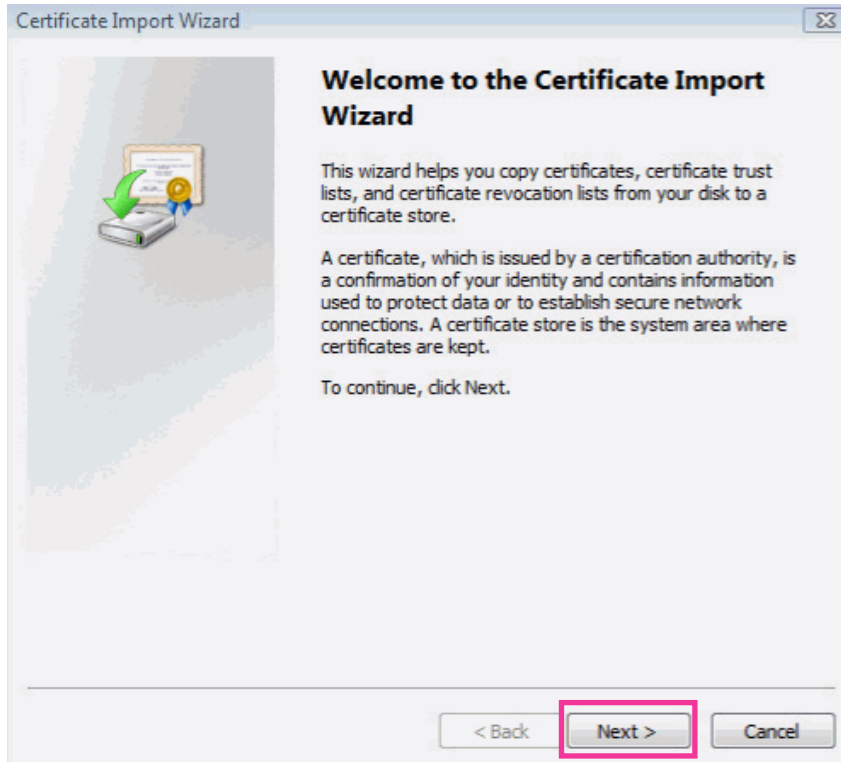 Certificate Import Wizard
Welcome to the Certificate Import
Wizard
This wizard helps you copy certificates, certificate trust
lists, and certificate revocation lists from your disk to a
certificate store.
A certificate, which is issued by a certification authority, is
a confirmation of your identity and contains information
used to protect data or to establish secure network
connections. A certificate store is the system area where
certificates are kept.
To continue, click Next.
< Back
Next >
Cancel